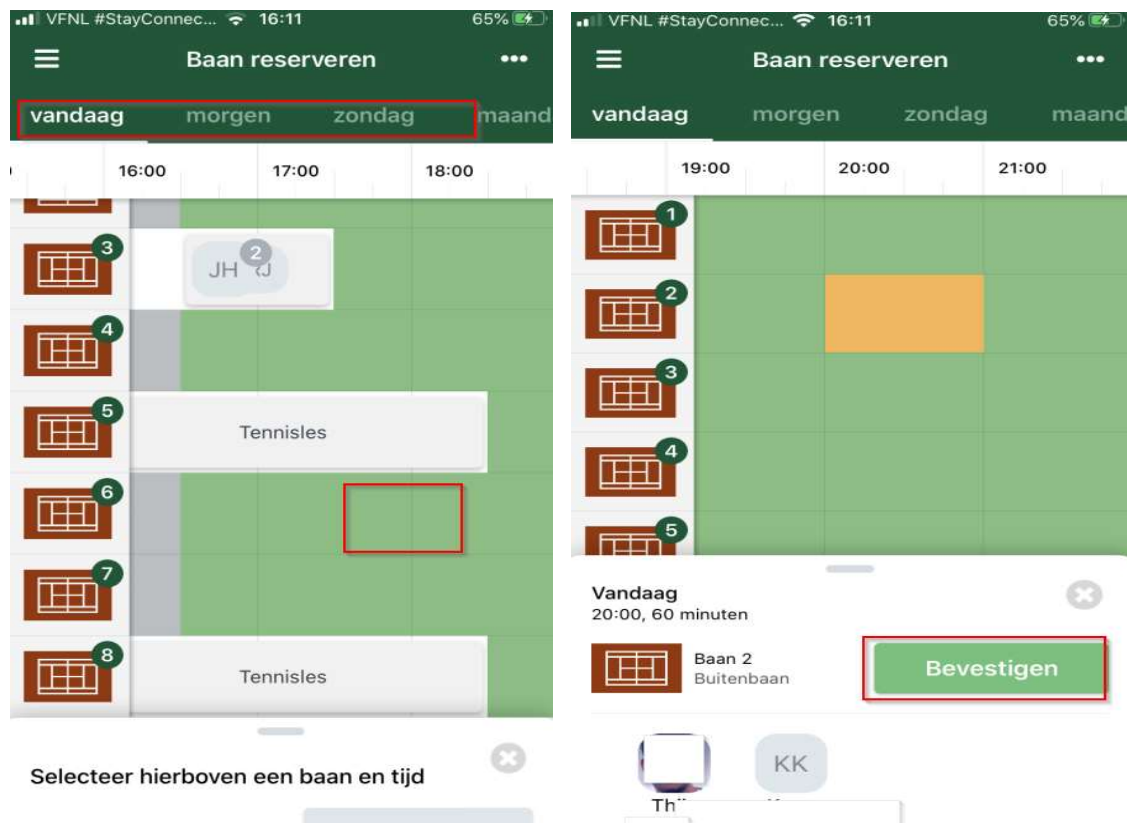 VFNL #StayConnec... 16:11 65%
Baan reserveren
vandaag morgen zondag maand
16:00 17:00 18:00
3
JH 2 J
4
5
Tennisles
6
7
8
Tennisles
Selecteer hierboven een baan en tijd
VFNL #StayConnec... 16:11 65%
Baan reserveren
vandaag morgen zondag maand
19:00 20:00 21:00
1
2
3
4
5
Vandaag
20:00, 60 minuten
Baan 2
Buitenbaan
Bevestigen
KK